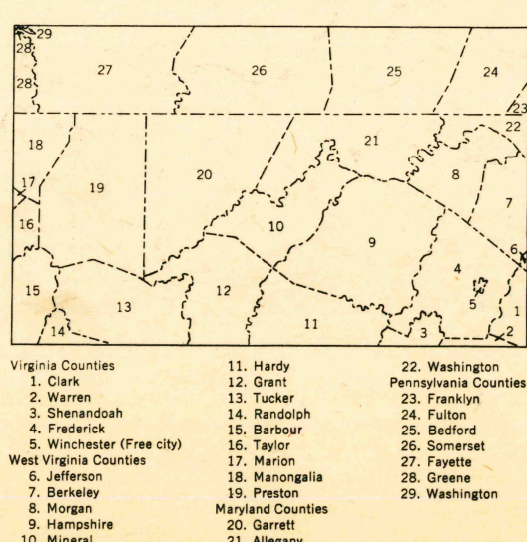 29
28
28
27
26
25
24
23
22
21
18
19
20
8
7
17
16
10
9
6
4
5
1
2
15
14
13
12
11
3
Virginia Counties
1. Clark
2. Warren
3. Shenandoah
4. Frederick
5. Winchester (Free city)
West Virginia Counties
6. Jefferson
7. Berkeley
8. Morgan
9. Hampshire
10. Mineral
11. Hardy
12. Grant
13. Tucker
14. Randolph
15. Barbour
16. Taylor
17. Marion
18. Manongalia
19. Preston
Maryland Counties
20. Garrett
21. Allegany
22. Washington
Pennsylvania Counties
23. Franklyn
24. Fulton
25. Bedford
26. Somerset
27. Fayette
28. Greene
29. Washington